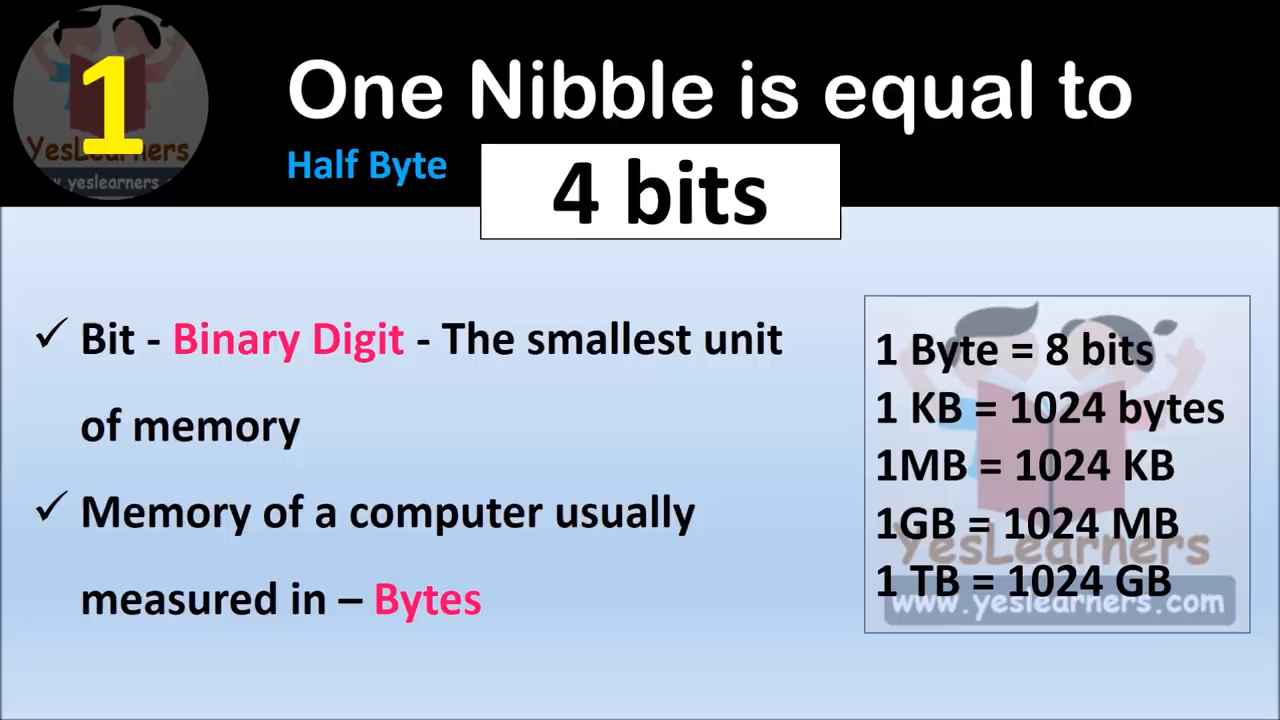 1
YesLearners
www.yeslearners
One Nibble is equal to
Half Byte
4 bits
✓ Bit - Binary Digit - The smallest unit
of memory
✓ Memory of a computer usually
measured in – Bytes
1 Byte = 8 bits
1 KB = 1024 bytes
1MB = 1024 KB
1GB = 1024 MB
1 TB = 1024 GB
YesLearners
www.yeslearners.com